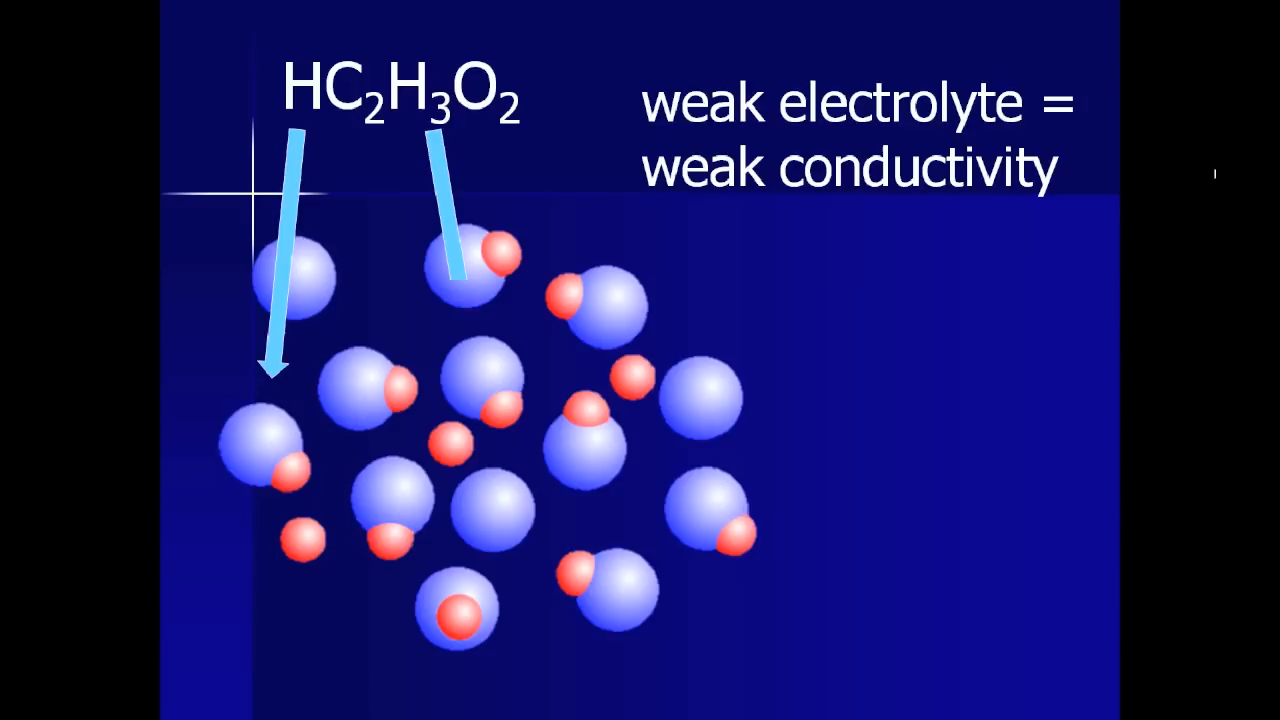 HC₂H₃O₂
weak electrolyte =
weak conductivity